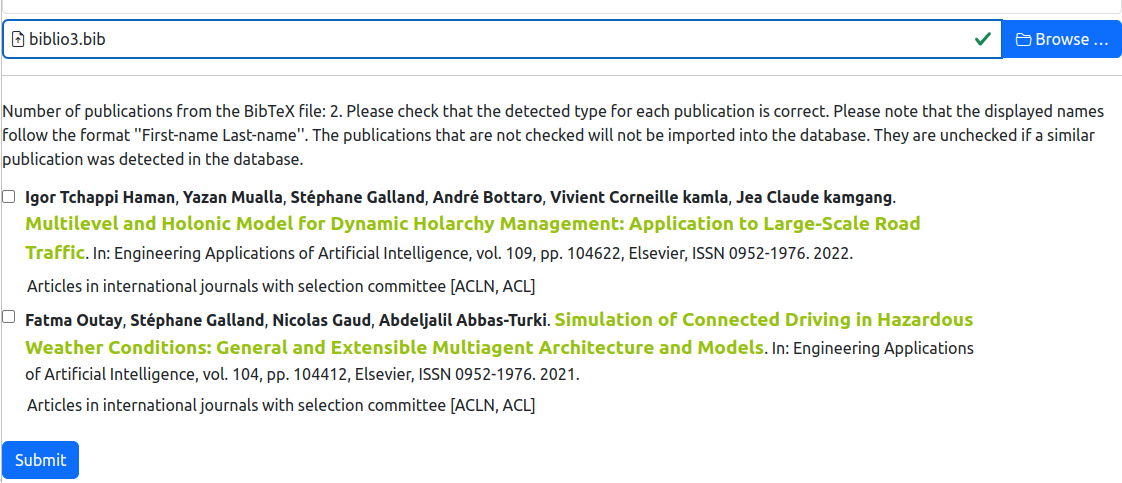 biblio3.bib
Browse ...
Number of publications from the BibTeX file: 2. Please check that the detected type for each publication is correct. Please note that the displayed names
follow the format "First-name Last-name". The publications that are not checked will not be imported into the database. They are unchecked if a similar
publication was detected in the database.
Igor Tchappi Haman, Yazan Mualla, Stéphane Galland, André Bottaro, Vivient Corneille kamla, Jea Claude kamgang.
Multilevel and Holonic Model for Dynamic Holarchy Management: Application to Large-Scale Road
Traffic. In: Engineering Applications of Artificial Intelligence, vol. 109, pp. 104622, Elsevier, ISSN 0952-1976. 2022.
Articles in international journals with selection committee [ACLN, ACL]
Fatma Outay, Stéphane Galland, Nicolas Gaud, Abdeljalil Abbas-Turki. Simulation of Connected Driving in Hazardous
Weather Conditions: General and Extensible Multiagent Architecture and Models. In: Engineering Applications
of Artificial Intelligence, vol. 104, pp. 104412, Elsevier, ISSN 0952-1976. 2021.
Articles in international journals with selection committee [ACLN, ACL]
Submit